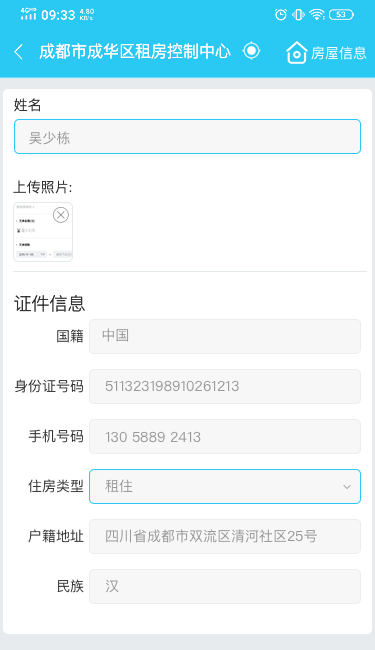 4G 09:33 4.80 KB/s 53
成都市成华区租房控制中心 房屋信息
姓名
吴少栋
上传照片:
证件信息
国籍 中国
身份证号码 511323198910261213
手机号码 130 5889 2413
住房类型 租住
户籍地址 四川省成都市双流区清河社区25号
民族 汉